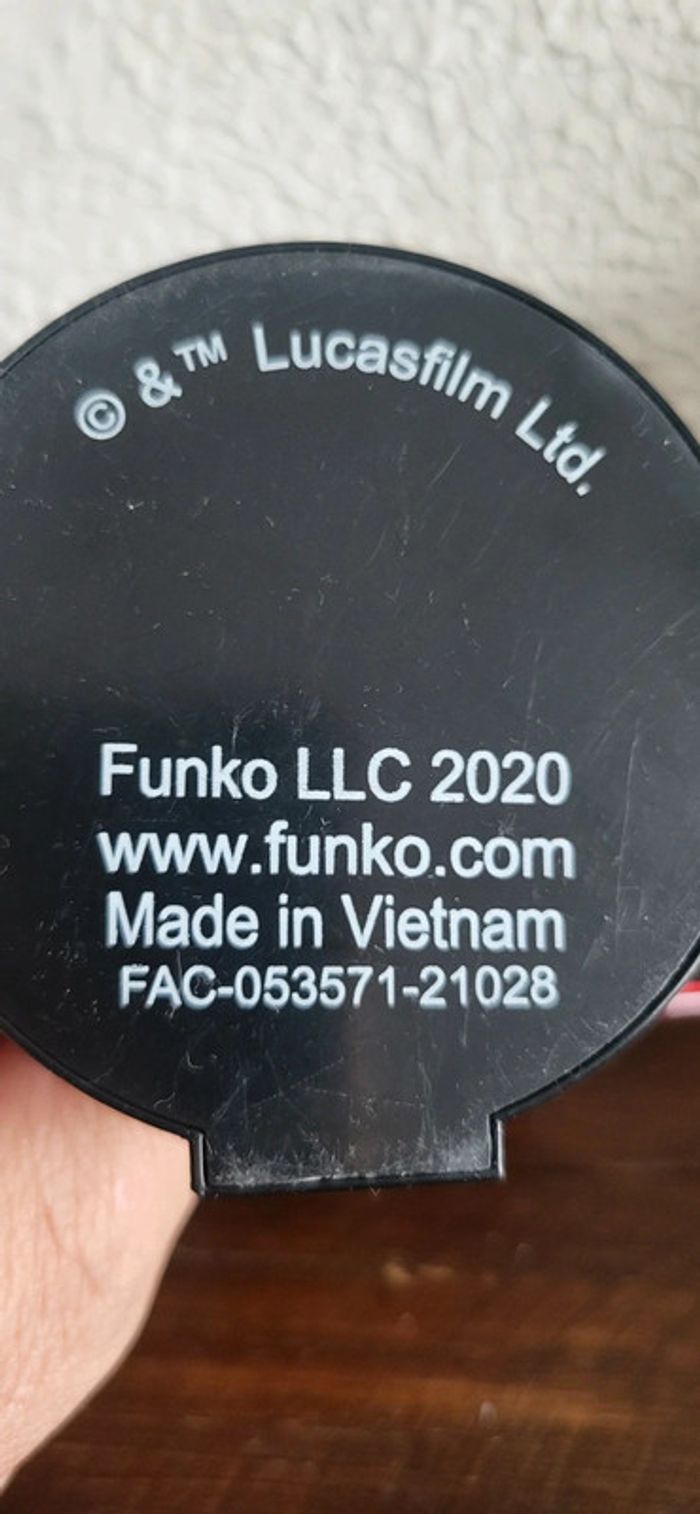 © &™ Lucasfilm Ltd.
Funko LLC 2020
www.funko.com
Made in Vietnam
FAC-053571-21028